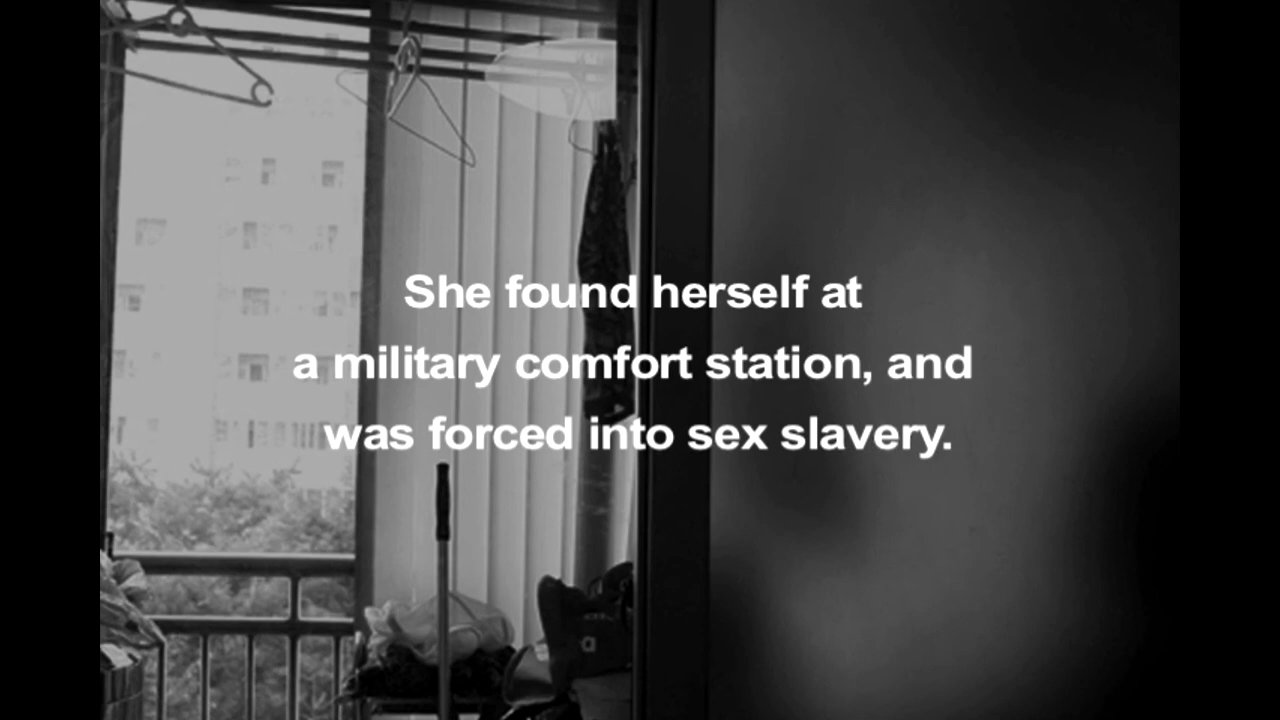 She found herself at
a military comfort station, and
was forced into sex slavery.